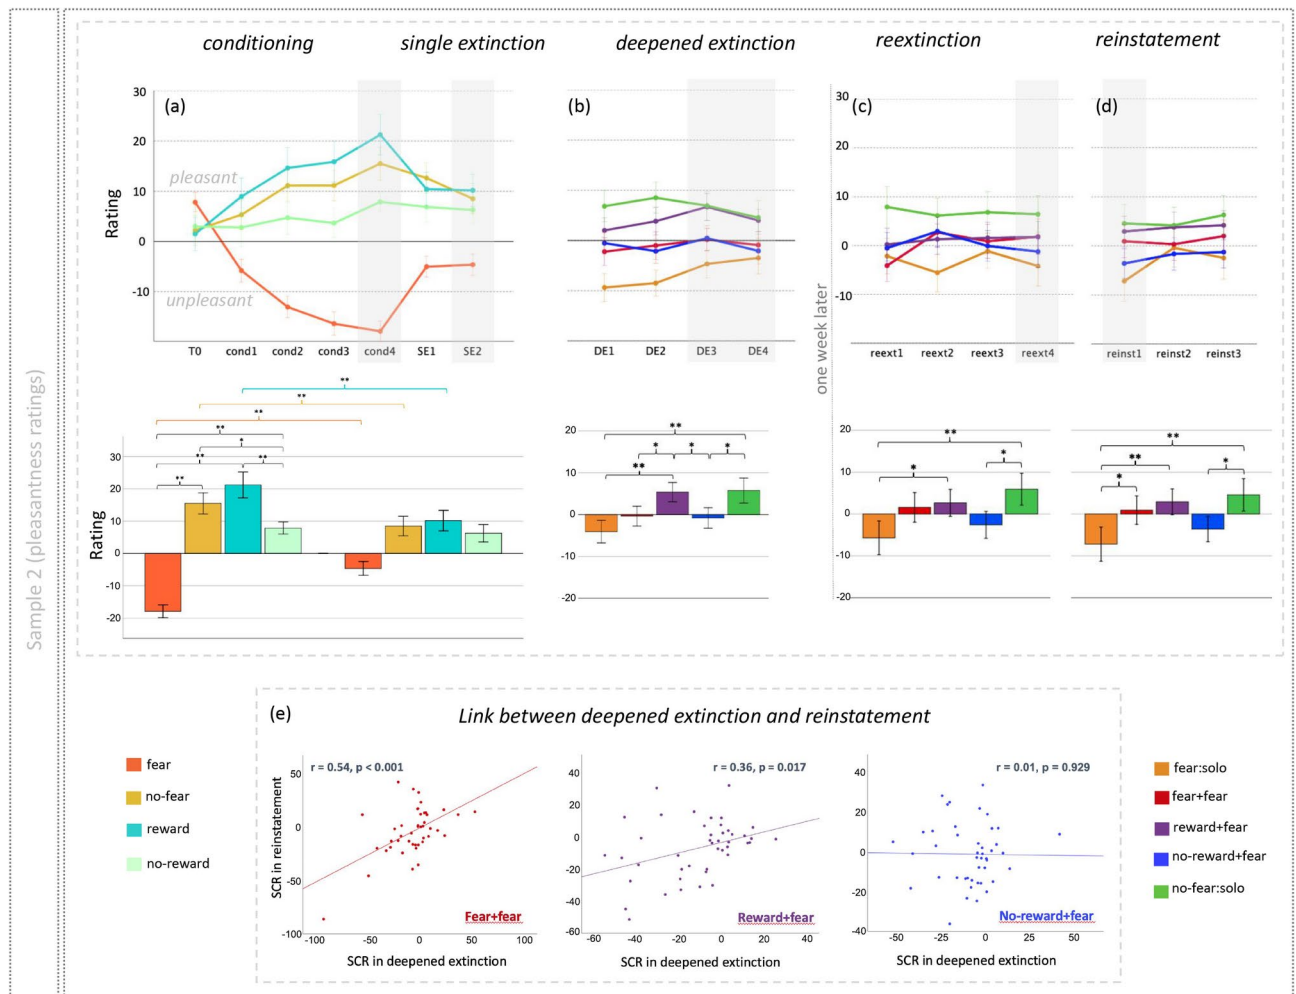 conditioning single extinction deepened extinction reextinction reinstatement
(a) (b) (c) (d)
30
20
10
0
-10
Rating
pleasant
unpleasant
T0 cond1 cond2 cond3 cond4 SE1 SE2
DE1 DE2 DE3 DE4
30
20
10
0
-10
one week later
reext1 reext2 reext3 reext4
reinst1 reinst2 reinst3
Sample 2 (pleasantness ratings)
**
**
**
**
*
** **
**
30
20
10
0
-10
-20
Rating
20
10
0
-10
-20
**
* * *
**
20
10
0
-10
-20
**
*
*
**
**
*
*
(e) Link between deepened extinction and reinstatement
fear
no-fear
reward
no-reward
r = 0.54, p < 0.001
50
0
-50
-100
SCR in reinstatement
Fear+fear
-100 -50 0 50 100
SCR in deepened extinction
r = 0.36, p = 0.017
40
20
0
-20
-40
-60
Reward+fear
-60 -40 -20 0 20 40
SCR in deepened extinction
r = 0.01, p = 0.929
40
20
0
-20
-40
No-reward+fear
-50 -25 0 50
SCR in deepened extinction
fear:solo
fear+fear
reward+fear
no-reward+fear
no-fear:solo